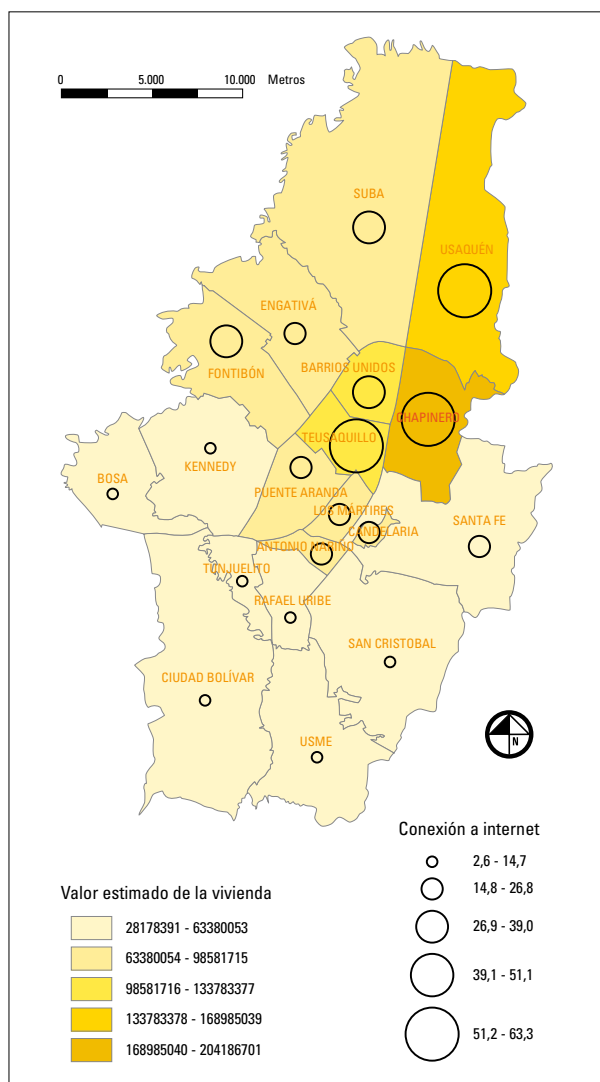 0 5.000 10.000 Metros
SUBA
USAQUÉN
ENGATIVÁ
BARRIOS UNIDOS
FONTIBÓN
CHAPINERO
TEUSAQUILLO
KENNEDY
BOSA
PUENTE ARANDA
LOS MÁRTIRES
SANTA FE
CANDELARIA
ANTONIO NARIÑO
TUNJUELITO
RAFAEL URIBE
SAN CRISTOBAL
CIUDAD BOLÍVAR
USME
N
Conexión a internet
2,6 - 14,7
14,8 - 26,8
26,9 - 39,0
39,1 - 51,1
51,2 - 63,3
Valor estimado de la vivienda
28178391 - 63380053
63380054 - 98581715
98581716 - 133783377
133783378 - 168985039
168985040 - 204186701